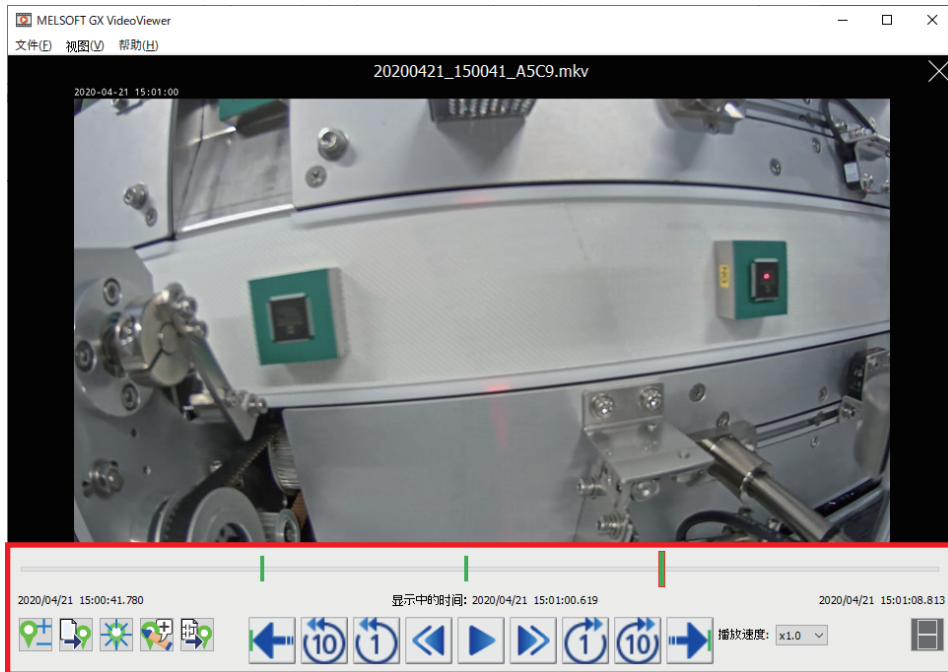 MELSOFT GX VideoViewer
文件(F) 视图(V) 帮助(H)
20200421_150041_A5C9.mkv
2020-04-21 15:01:00
2020/04/21 15:00:41.780 显示中的时间: 2020/04/21 15:01:00.619 2020/04/21 15:01:08.813
10 1 1 10 播放速度: x1.0